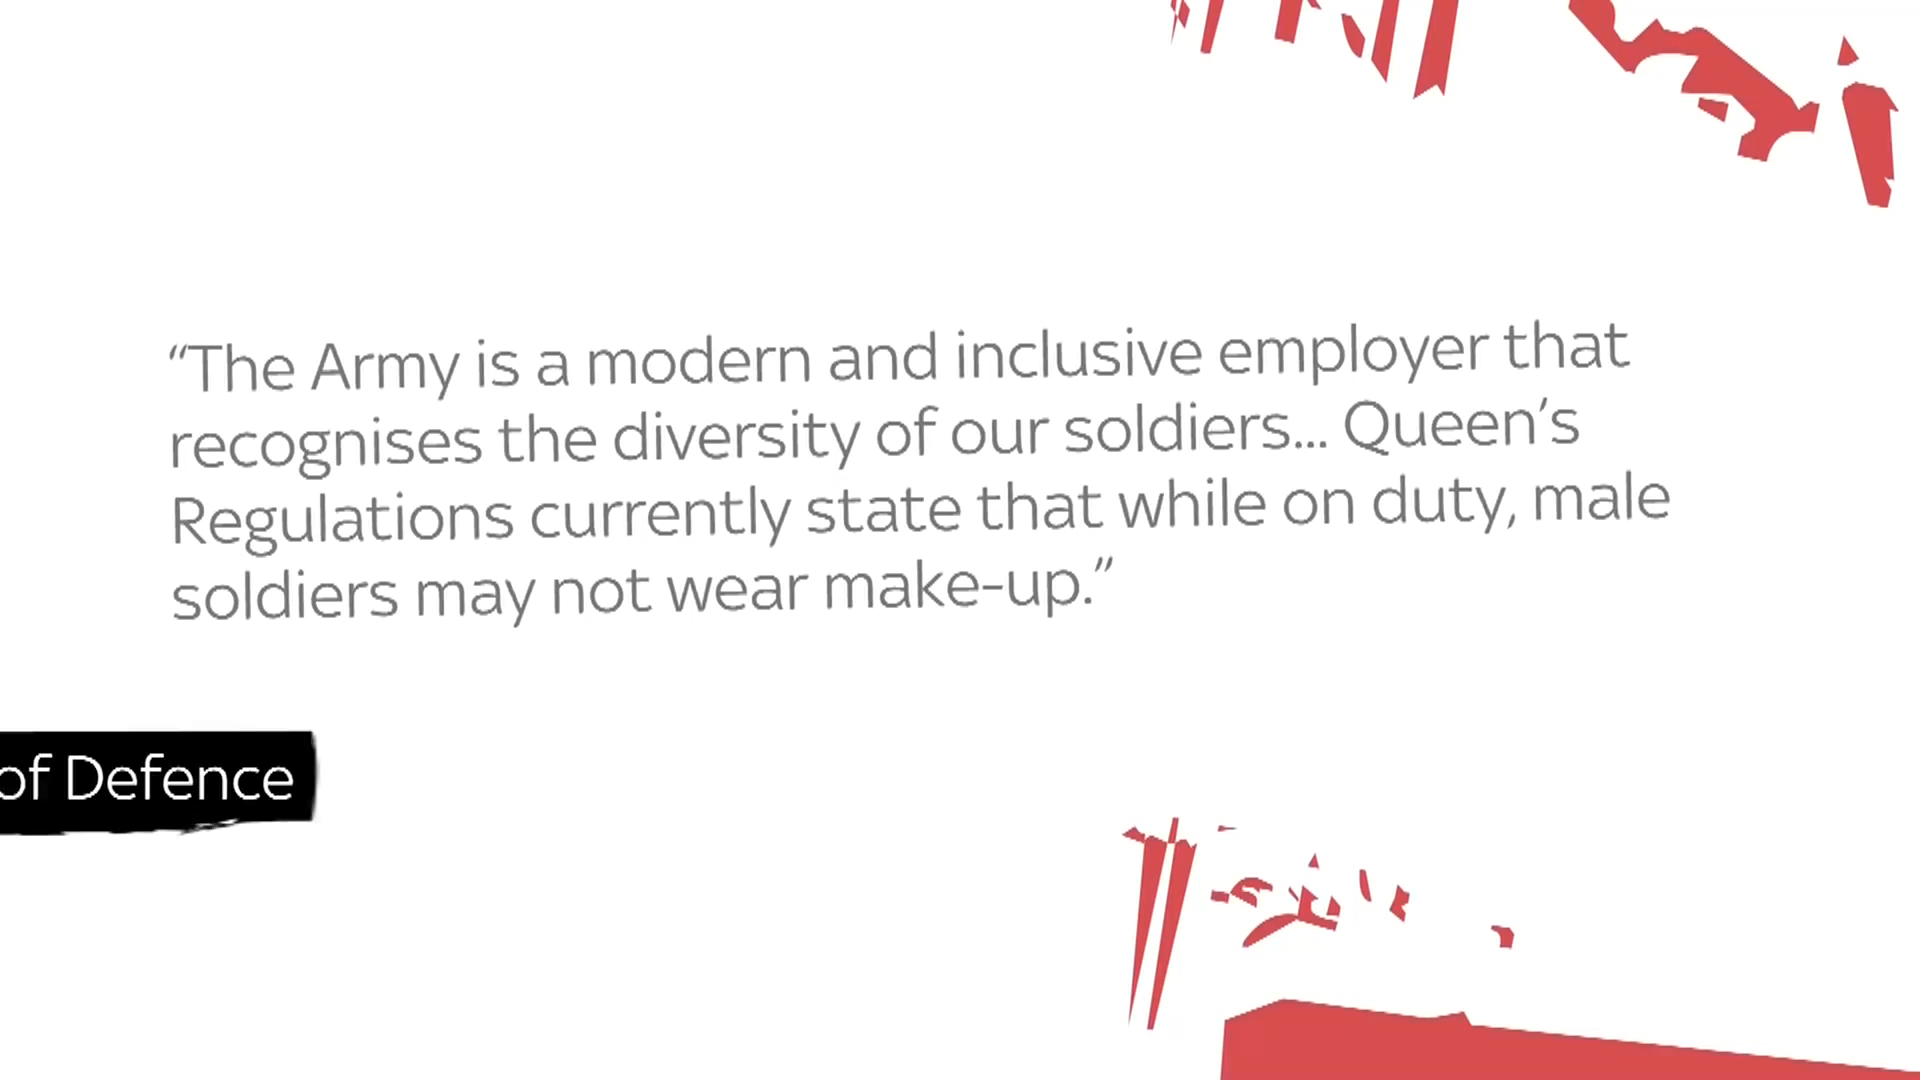 “The Army is a modern and inclusive employer that
recognises the diversity of our soldiers... Queen’s
Regulations currently state that while on duty, male
soldiers may not wear make-up.”
of Defence